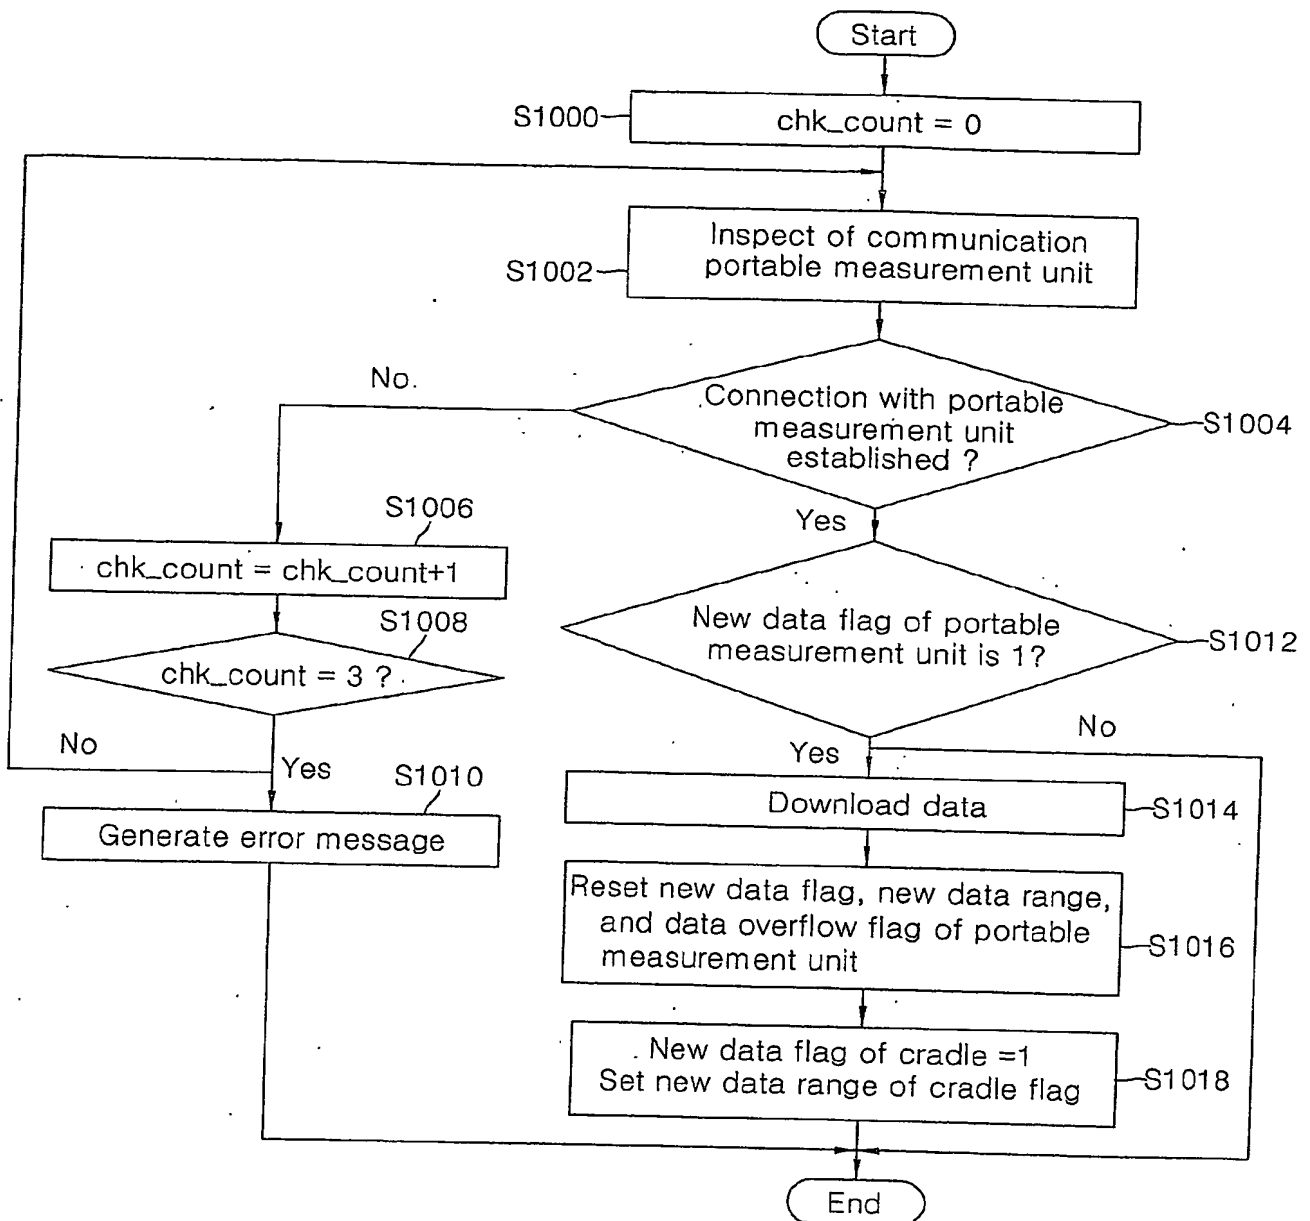 Start
S1000
chk_count = 0
Inspect of communication
portable measurement unit
S1002
No
Connection with portable
measurement unit
established ?
S1004
Yes
S1006
chk_count = chk_count+1
S1008
chk_count = 3 ?
No
Yes
New data flag of portable
measurement unit is 1?
S1012
No
Yes
S1010
Generate error message
Download data
S1014
Reset new data flag, new data range,
and data overflow flag of portable
measurement unit
S1016
New data flag of cradle =1
Set new data range of cradle flag
S1018
End